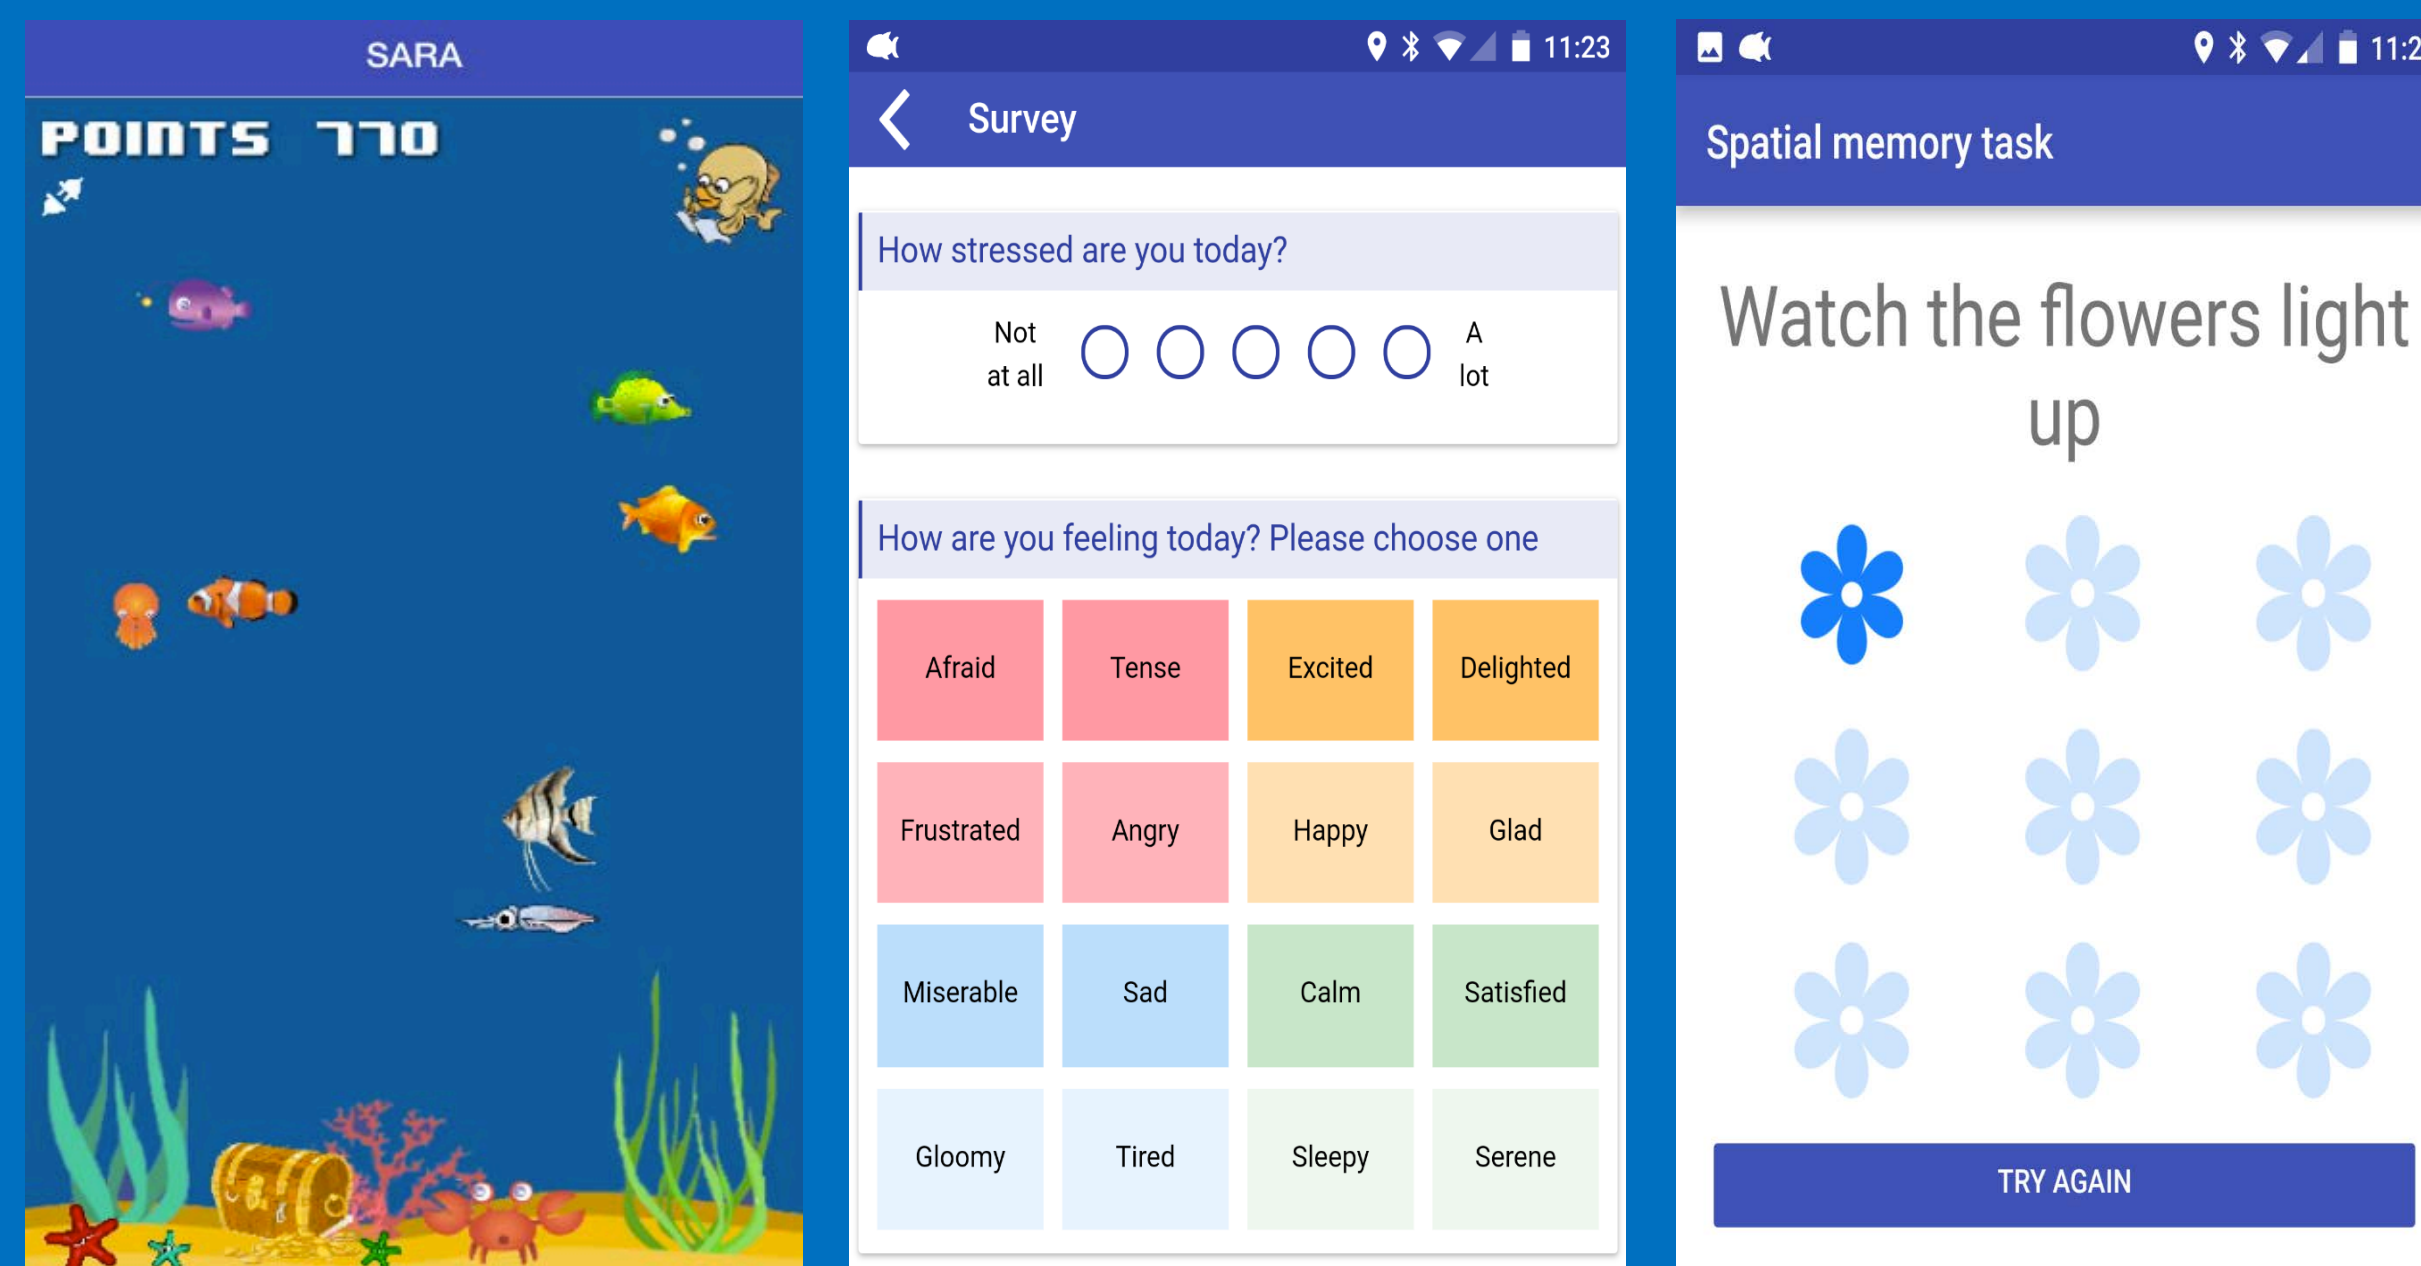 SARA
POINTS 770
11:23
Survey
How stressed are you today?
Not
at all
A
lot
How are you feeling today? Please choose one
Afraid Tense Excited Delighted
Frustrated Angry Happy Glad
Miserable Sad Calm Satisfied
Gloomy Tired Sleepy Serene
11:2
Spatial memory task
Watch the flowers light
up
TRY AGAIN